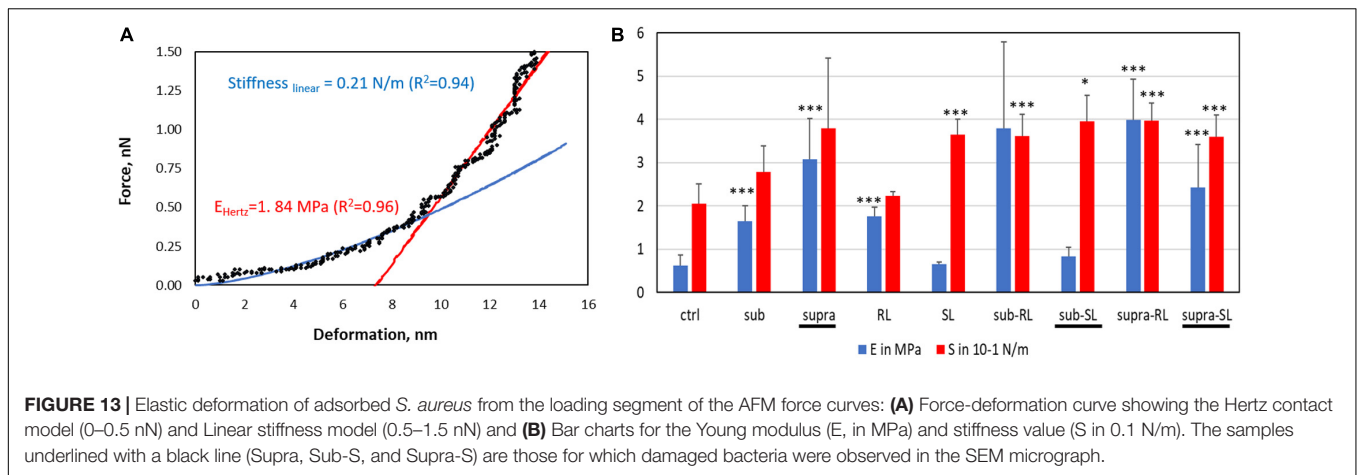 A
1.50
1.25
1.00
0.75
0.50
0.25
0.00
Force, nN
Stiffness linear = 0.21 N/m (R²=0.94)
EHertz=1. 84 MPa (R²=0.96)
0 2 4 6 8 10 12 14 16
Deformation, nm
B
6
5
4
3
2
1
0
*** *** *** *** *** * *** *** *** ***
ctrl sub supra RL SL sub-RL sub-SL supra-RL supra-SL
E in MPa S in 10-1 N/m
FIGURE 13 | Elastic deformation of adsorbed S. aureus from the loading segment of the AFM force curves: (A) Force-deformation curve showing the Hertz contact
model (0–0.5 nN) and Linear stiffness model (0.5–1.5 nN) and (B) Bar charts for the Young modulus (E, in MPa) and stiffness value (S in 0.1 N/m). The samples
underlined with a black line (Supra, Sub-S, and Supra-S) are those for which damaged bacteria were observed in the SEM micrograph.